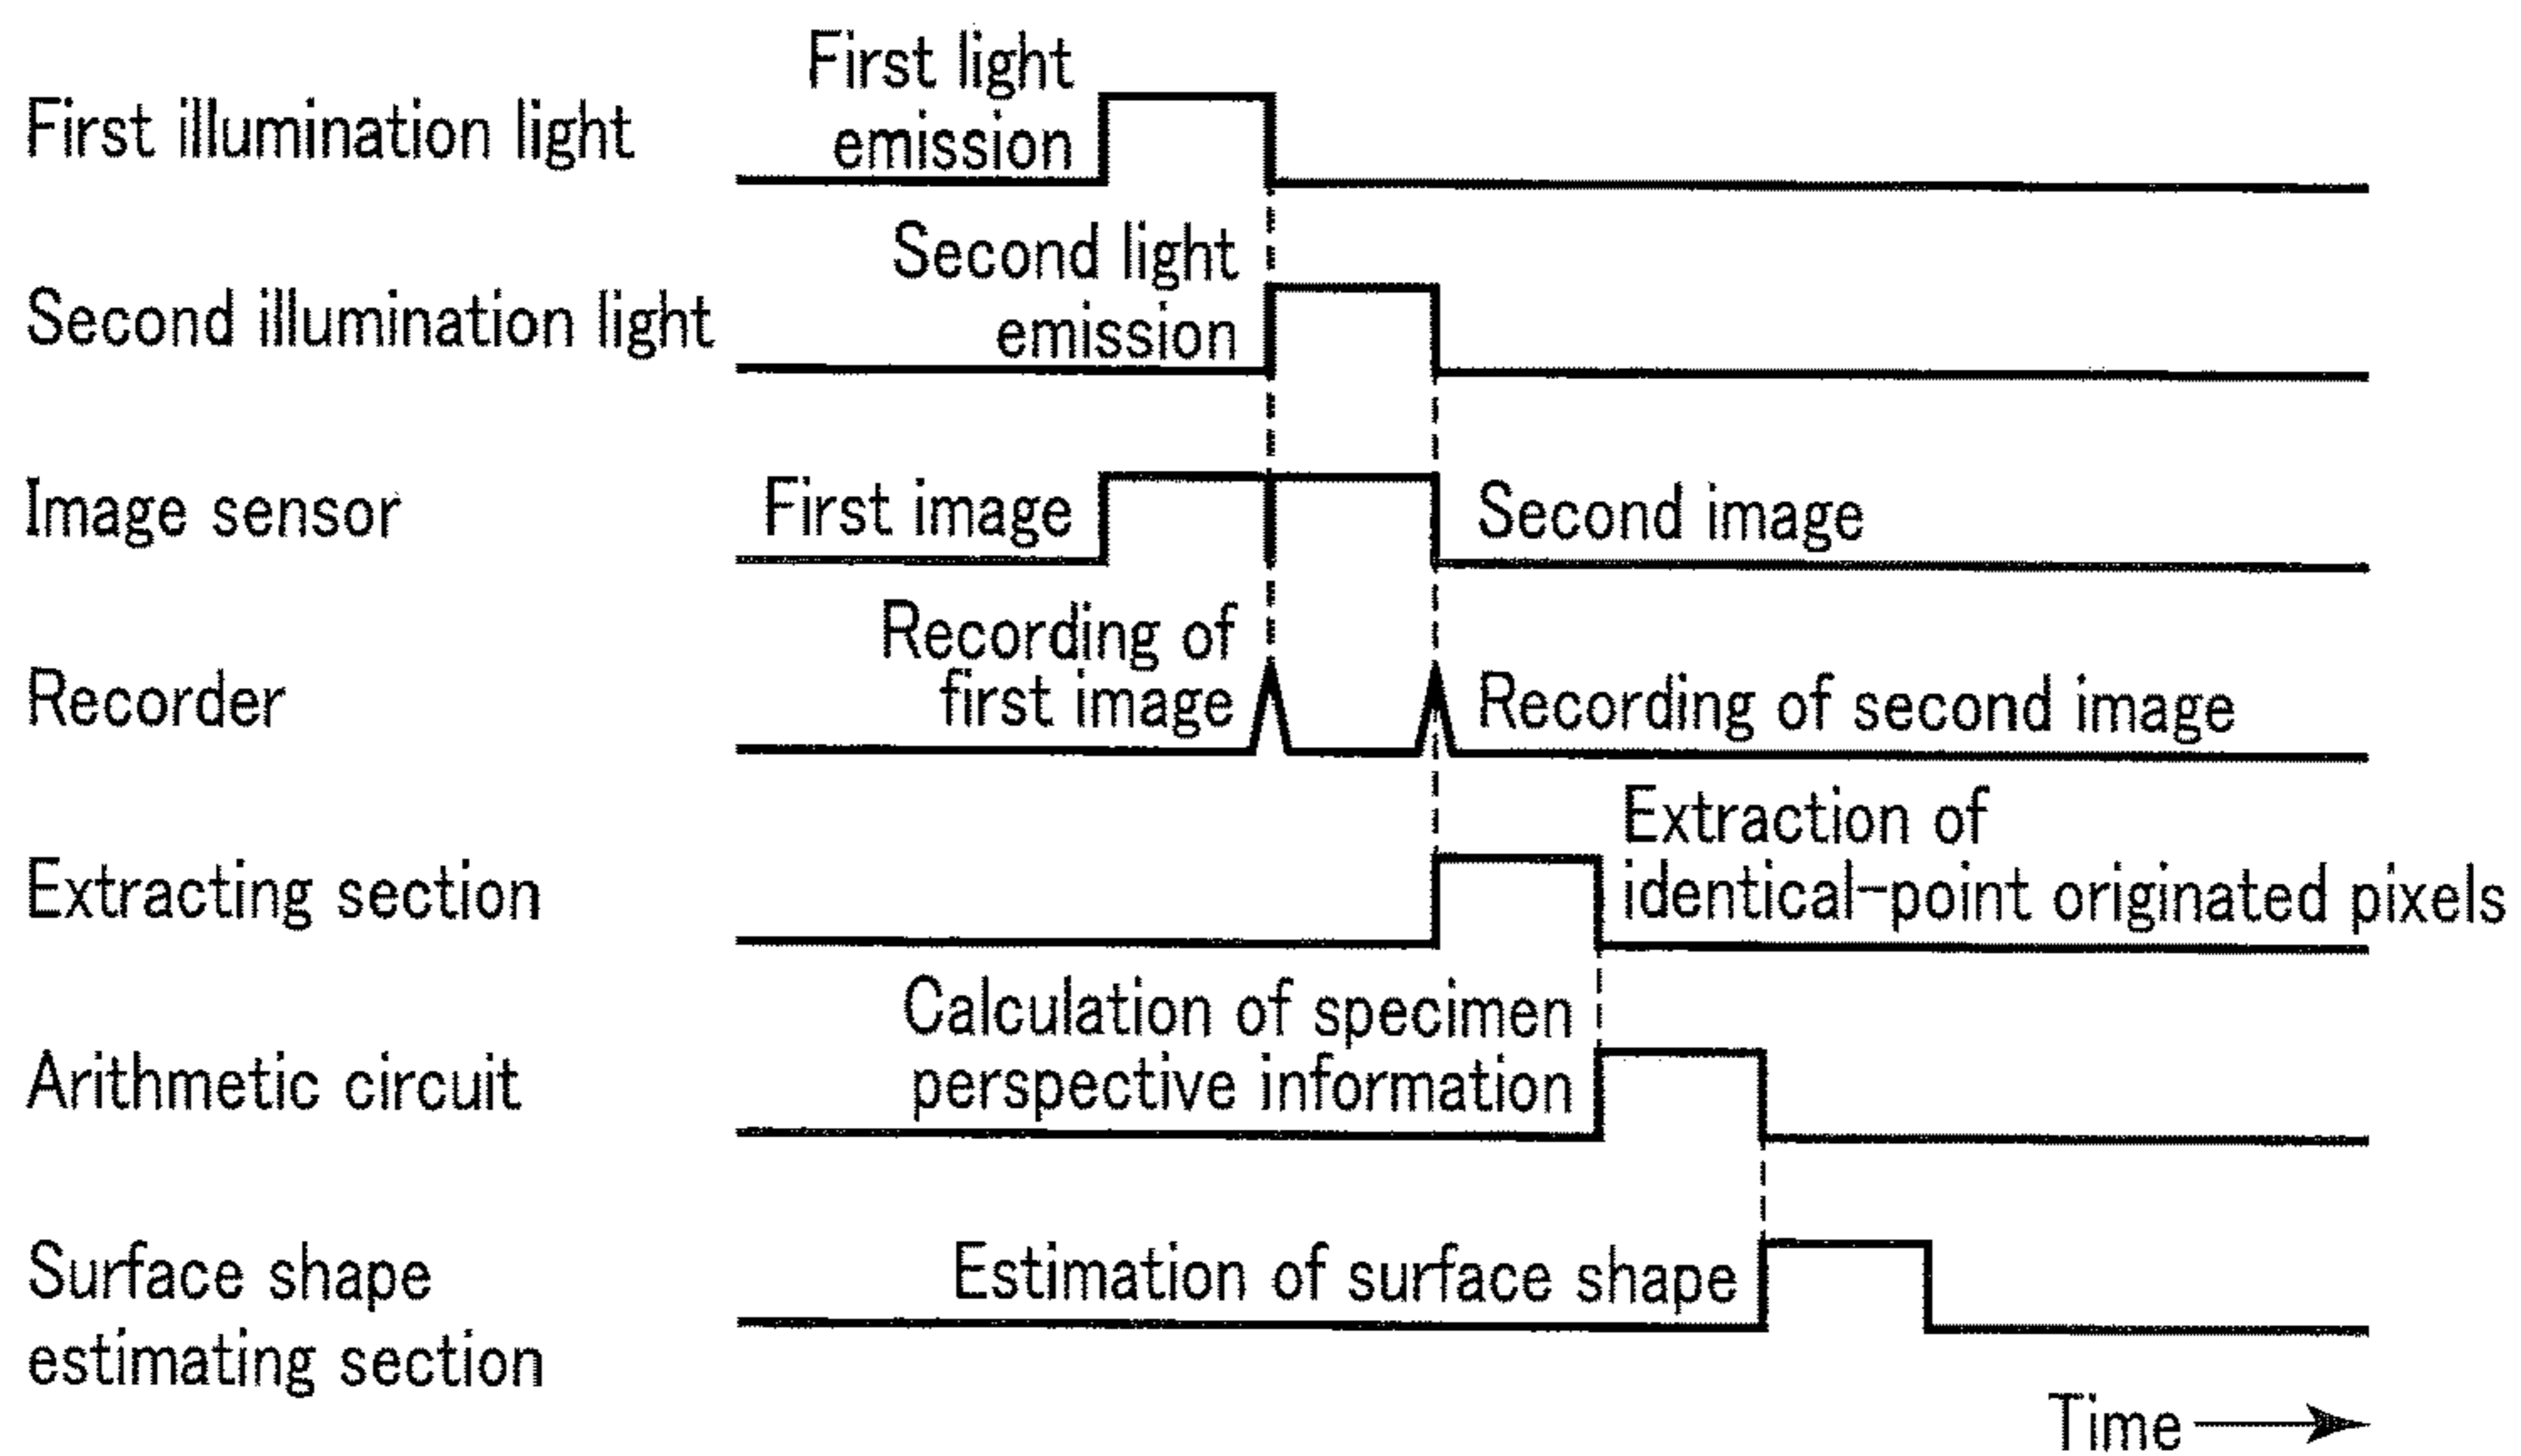 First light
emission
First illumination light
Second light
emission
Second illumination light
Image sensor
First image
Second image
Recording of
first image
Recorder
Recording of second image
Extraction of
identical-point originated pixels
Extracting section
Calculation of specimen
perspective information
Arithmetic circuit
Surface shape
estimating section
Estimation of surface shape
Time